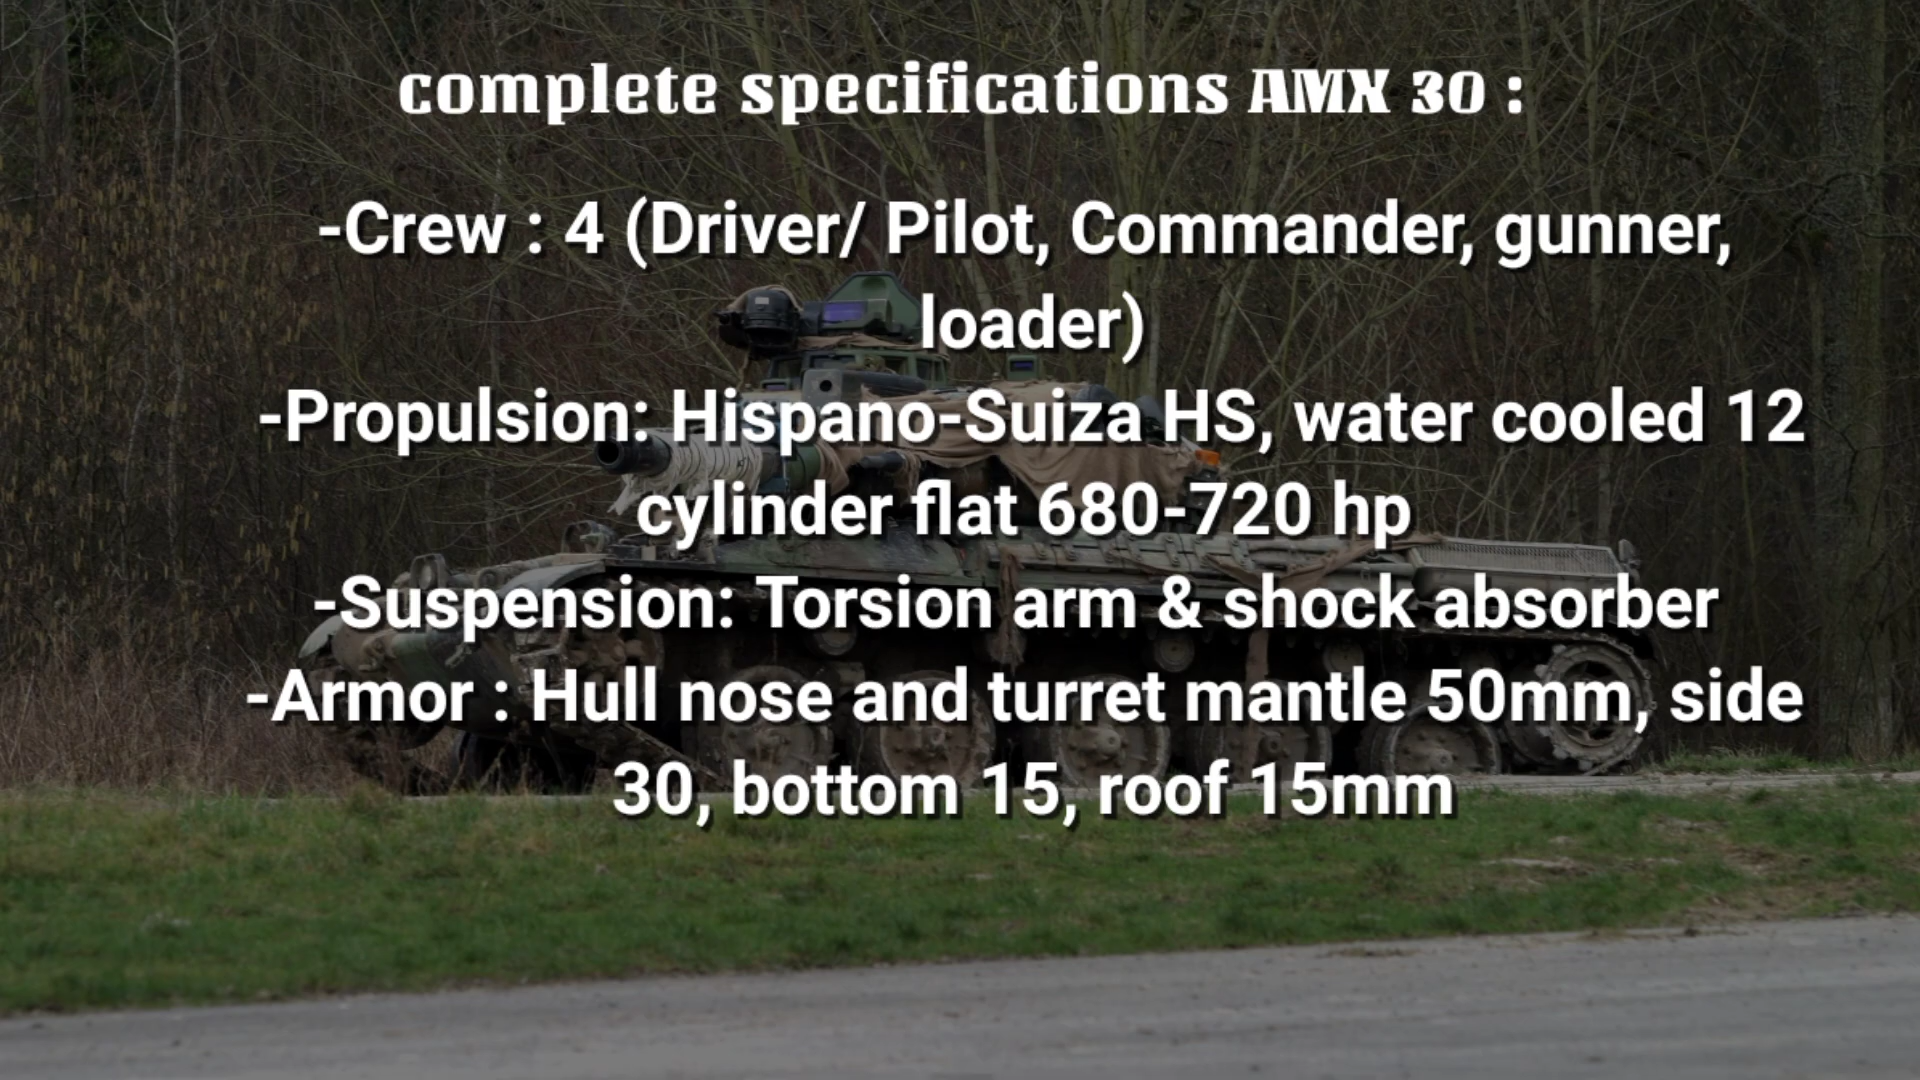 complete specifications AMX 30 :
-Crew : 4 (Driver/ Pilot, Commander, gunner,
loader)
-Propulsion: Hispano-Suiza HS, water cooled 12
cylinder flat 680-720 hp
-Suspension: Torsion arm & shock absorber
-Armor : Hull nose and turret mantle 50mm, side
30, bottom 15, roof 15mm